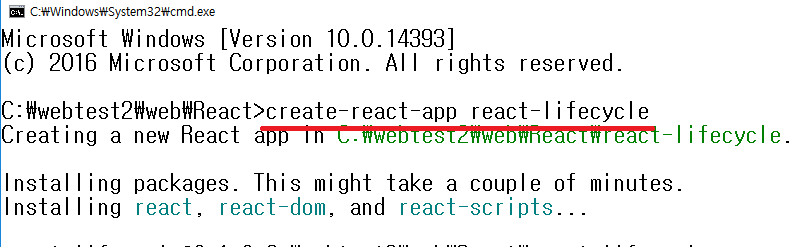 C:₩Windows₩System32₩cmd.exe
Microsoft Windows [Version 10.0.14393]
(c) 2016 Microsoft Corporation. All rights reserved.
C:₩webtest2₩web₩React>create-react-app react-lifecycle
Creating a new React app in C:₩webtest2₩web₩React₩react-lifecycle.
Installing packages. This might take a couple of minutes.
Installing react, react-dom, and react-scripts...